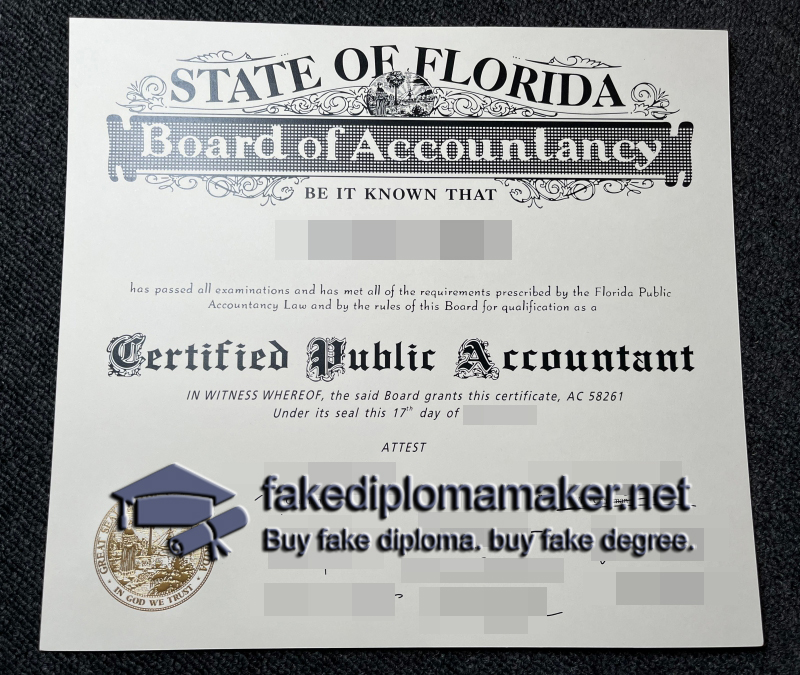 STATE OF FLORIDA
Board of Accountancy
BE IT KNOWN THAT
has passed all examinations and has met all of the requirements prescribed by the Florida Public
Accountancy Law and by the rules of this Board for qualification as a
Certified Public Accountant
IN WITNESS WHEREOF, the said Board grants this certificate, AC 58261
Under its seal this 17th day of
ATTEST
fakediplomamaker.net
Buy fake diploma. buy fake degree.
GREAT SE
IN GOD WE TRUST